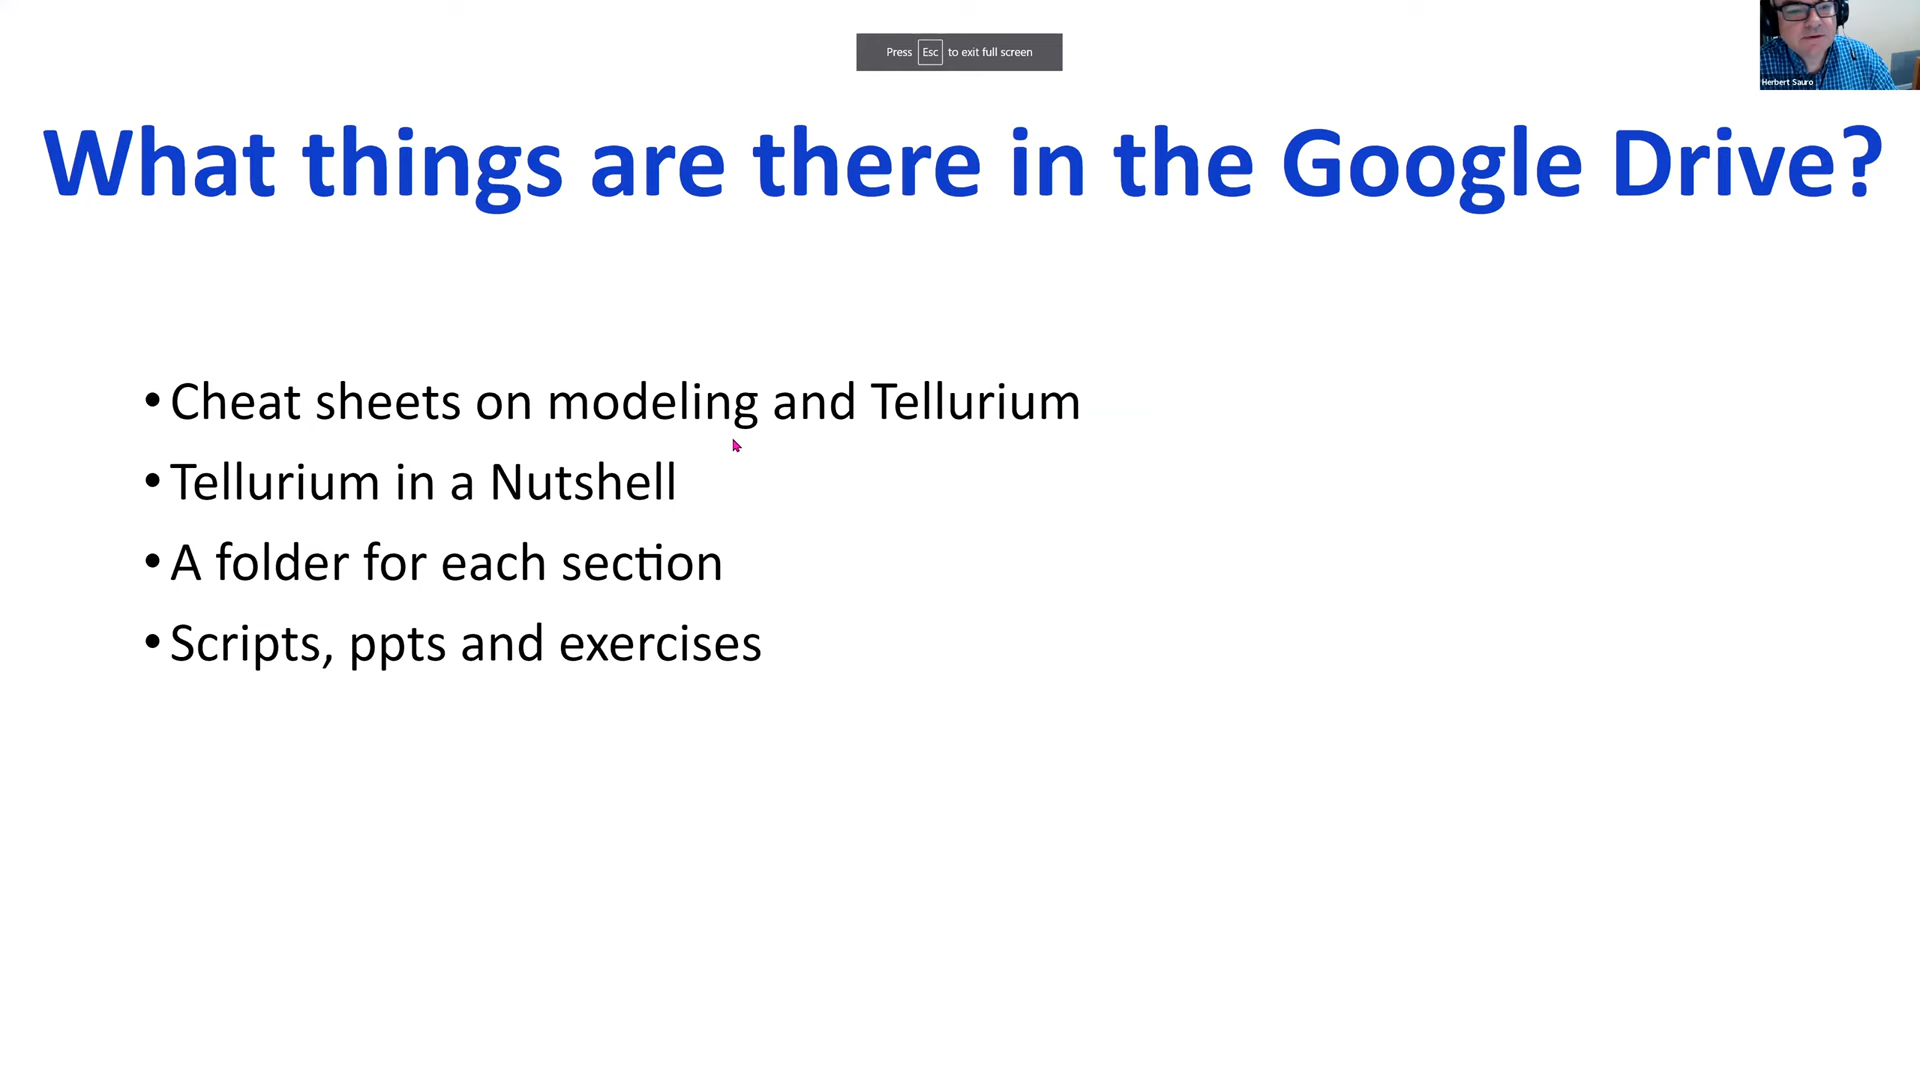 Press Esc to exit full screen
Herbert Sauro
What things are there in the Google Drive?
• Cheat sheets on modeling and Tellurium
• Tellurium in a Nutshell
• A folder for each section
• Scripts, ppts and exercises